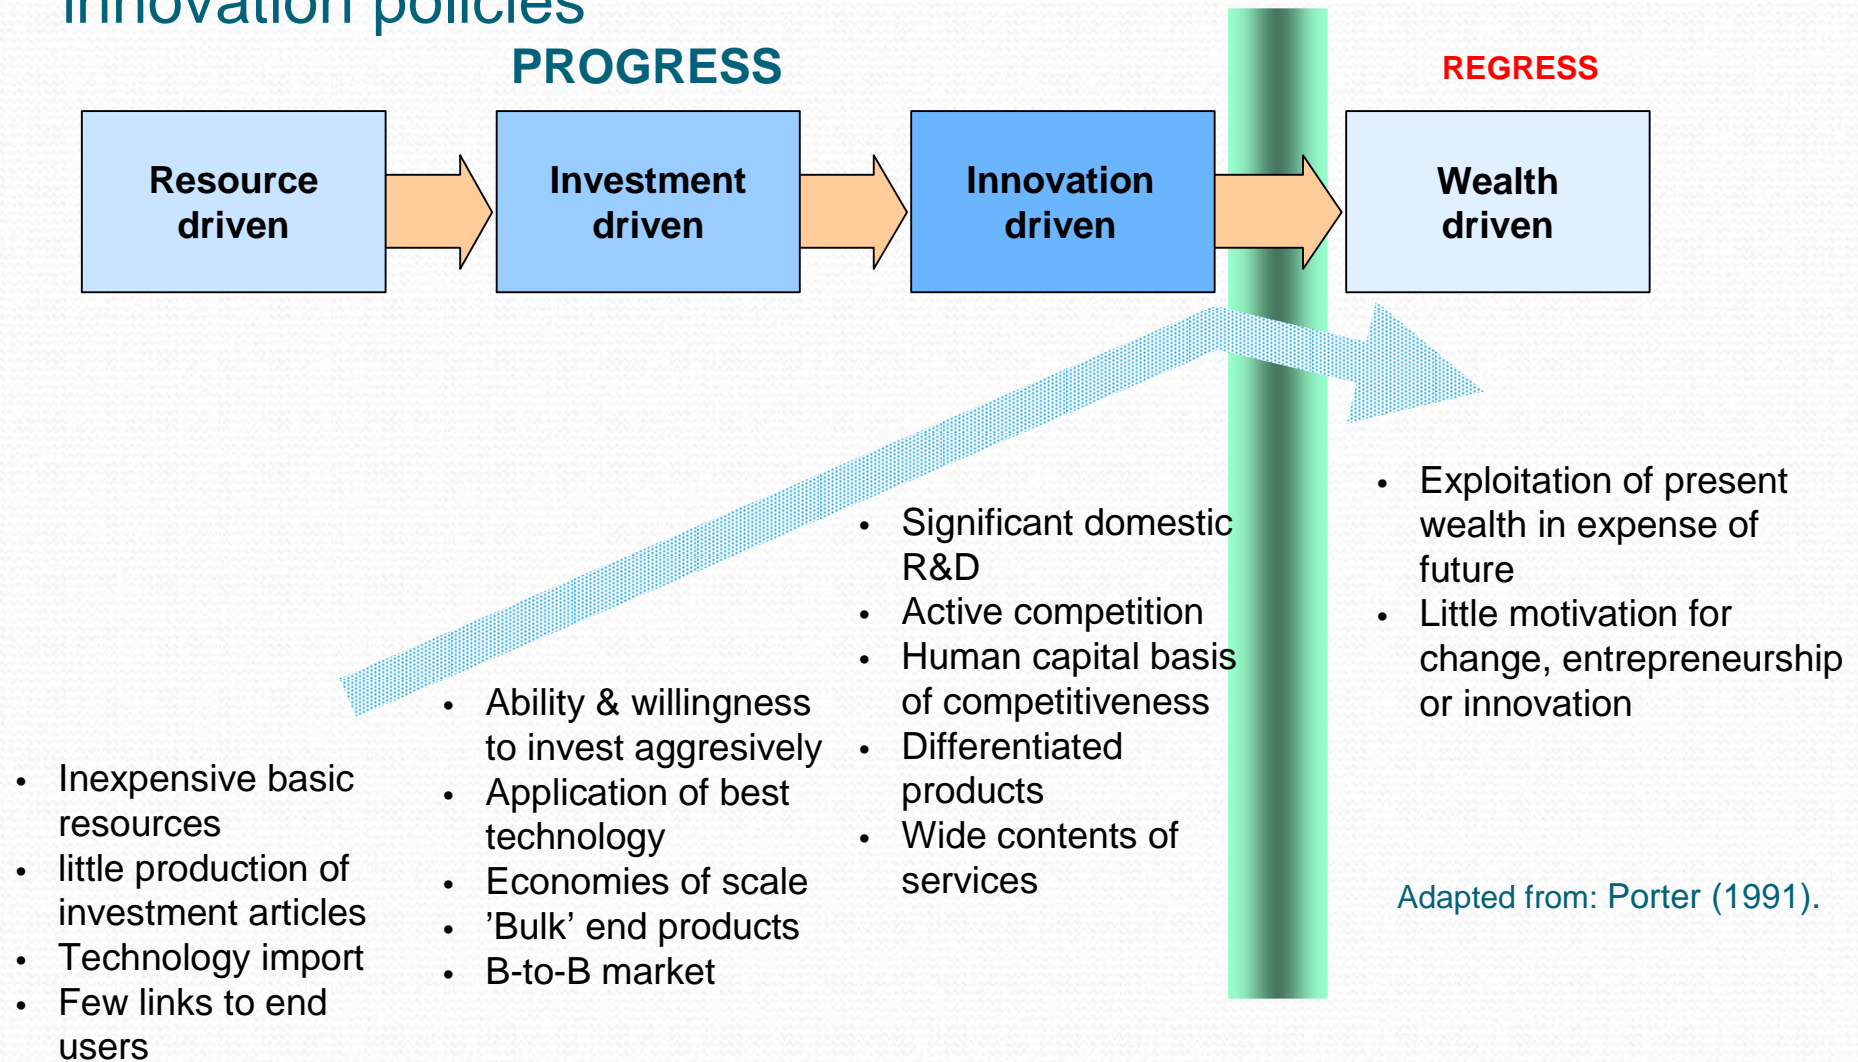 innovation policies
PROGRESS
REGRESS
Resource
driven
Investment
driven
Innovation
driven
Wealth
driven
• Inexpensive basic
resources
• little production of
investment articles
• Technology import
• Few links to end
users
• Ability & willingness
to invest aggresively
• Application of best
technology
• Economies of scale
• ’Bulk’ end products
• B-to-B market
• Significant domestic
R&D
• Active competition
• Human capital basis
of competitiveness
• Differentiated
products
• Wide contents of
services
• Exploitation of present
wealth in expense of
future
• Little motivation for
change, entrepreneurship
or innovation
Adapted from: Porter (1991).